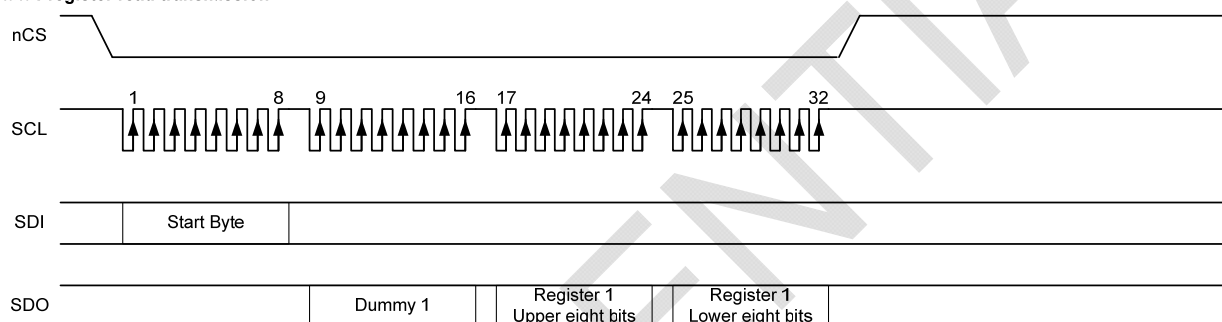 nCS
1 8 9 16 17 24 25 32
SCL
SDI Start Byte
SDO Dummy 1 Register 1 Upper eight bits Register 1 Lower eight bits